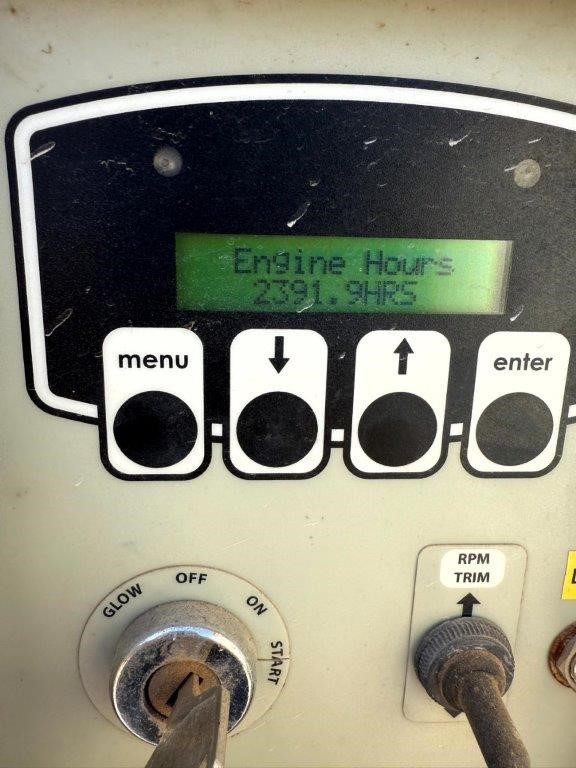 Engine Hours
2391.9HRS
menu
enter
GLOW
OFF
ON
START
RPM
TRIM